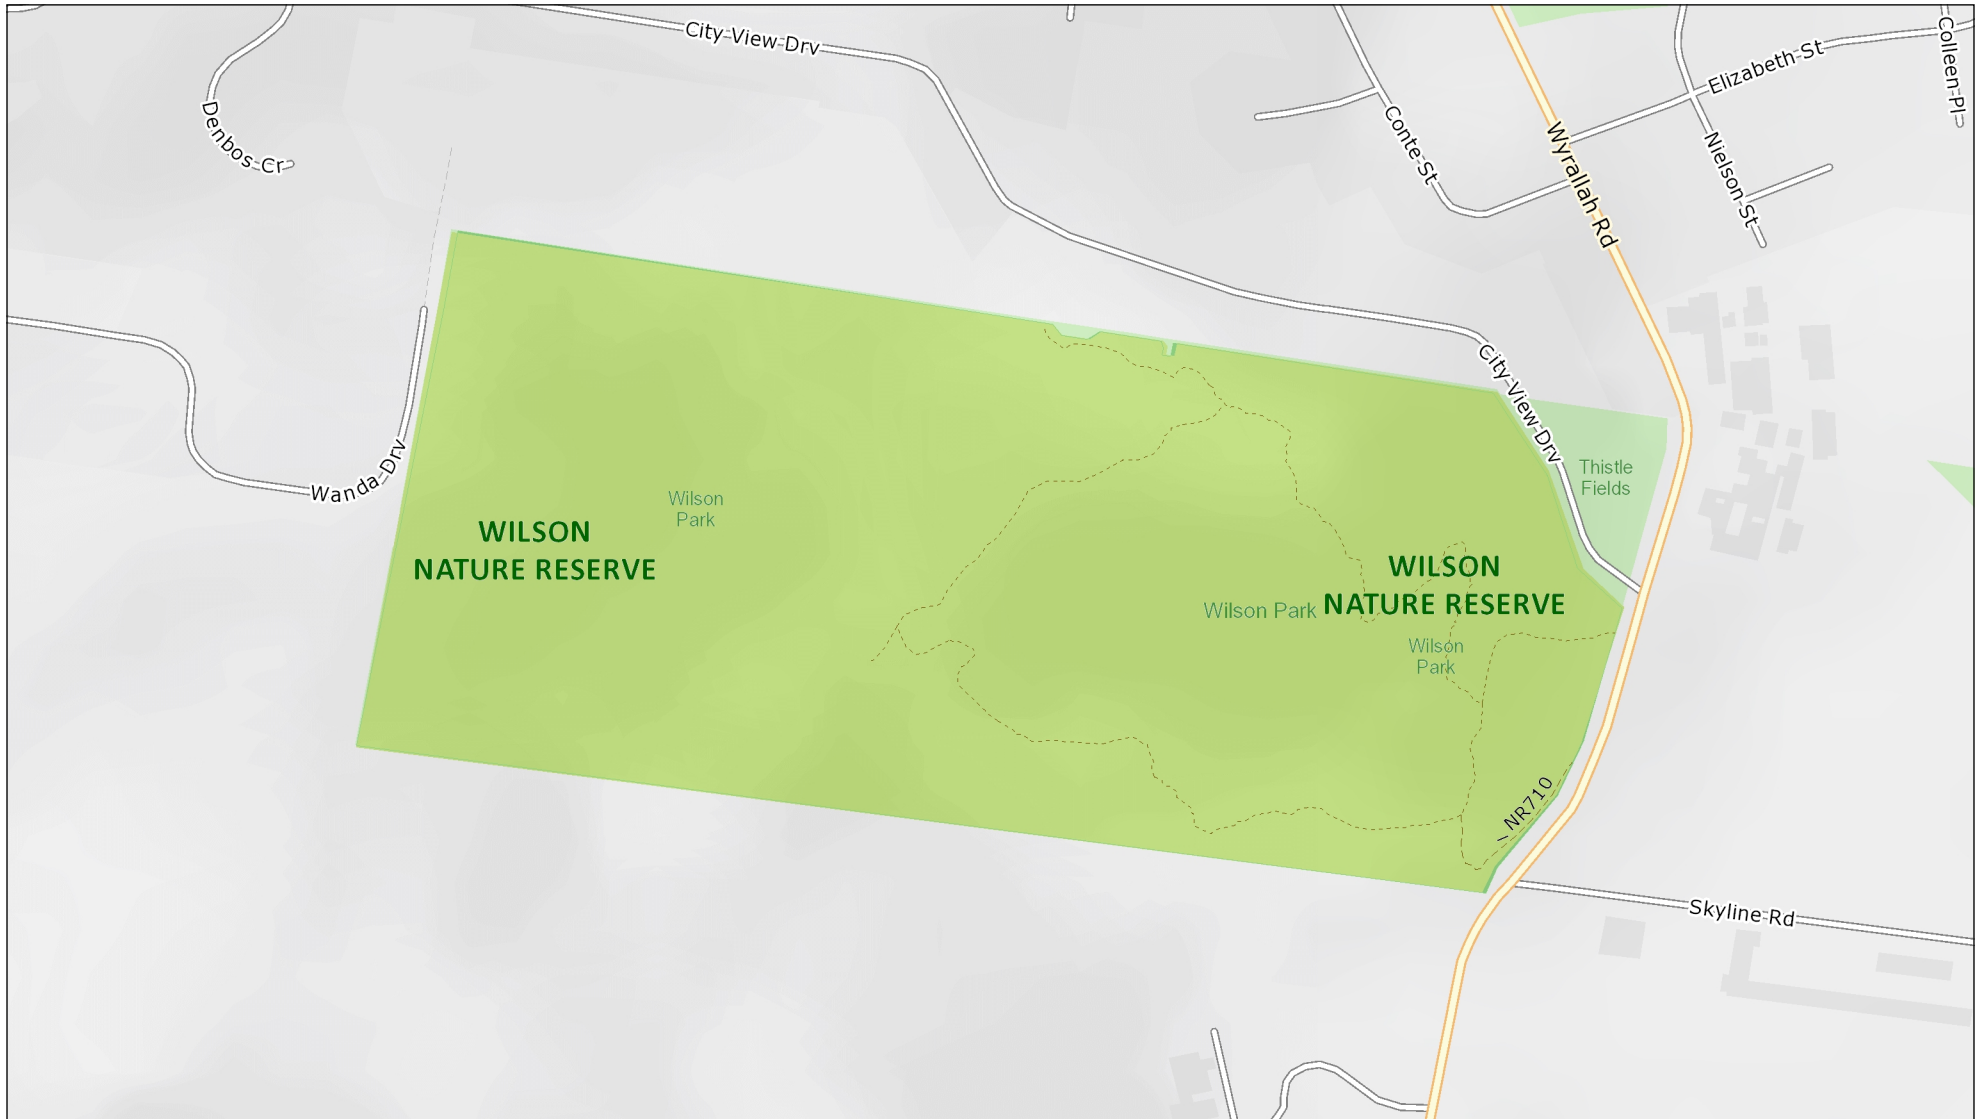 City View Drv
Denbos Cr
Conte St
Wyrallah Rd
Elizabeth St
Nielson St
Colleen Pl
City View Drv
Wanda Drv
Thistle
Fields
Wilson
Park
WILSON
NATURE RESERVE
WILSON
NATURE RESERVE
Wilson Park
Wilson
Park
NR710
Skyline Rd